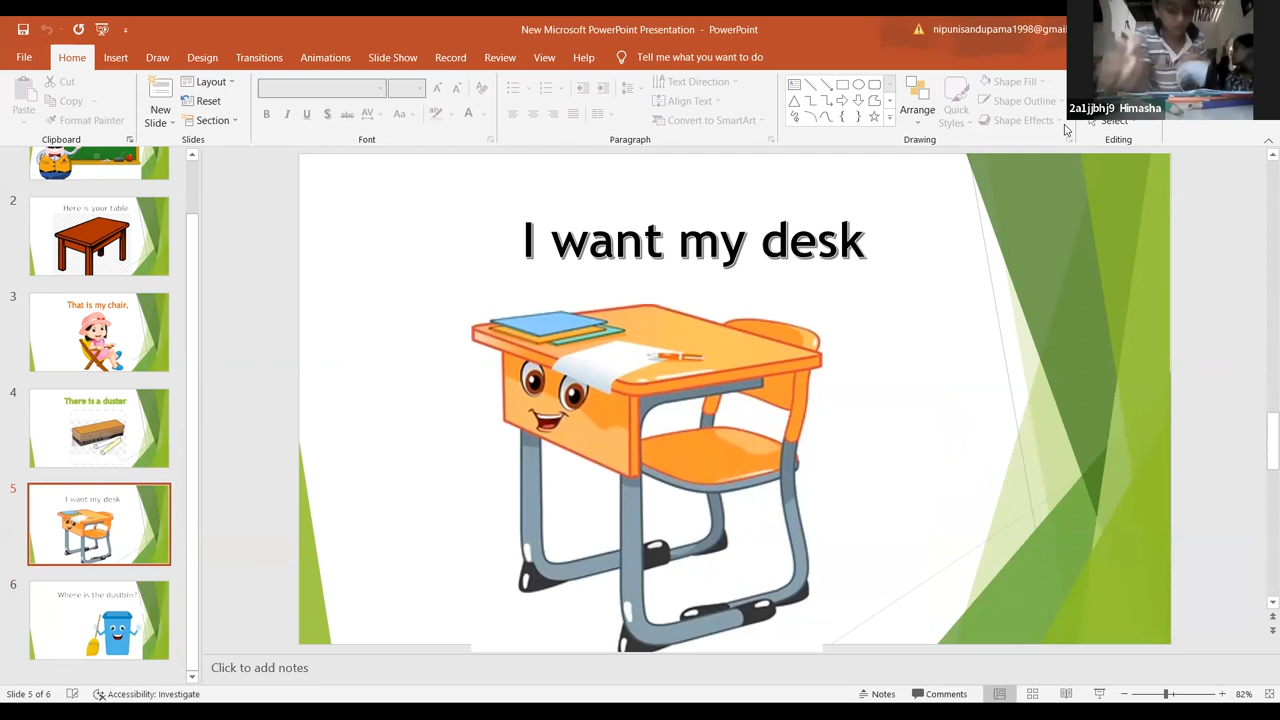 New Microsoft PowerPoint Presentation - PowerPoint
nipunisandupama1998@gmail
File Home Insert Draw Design Transitions Animations Slide Show Record Review View Help Tell me what you want to do
Paste
Cut
Copy
Format Painter
Clipboard
New Slide
Layout
Reset
Section
Slides
I U S
Font
Text Direction
Align Text
Convert to SmartArt
Paragraph
Arrange
Quick Styles
Shape Fill
Shape Outline
Shape Effects
Drawing
Select
Editing
2a1jjbhj9 Himasha
2
Here is your table
3
That is my chair.
4
There is a duster
5
I want my desk
6
Where is the dustbin?
I want my desk
Click to add notes
Slide 5 of 6 Accessibility: Investigate Notes Comments 82%